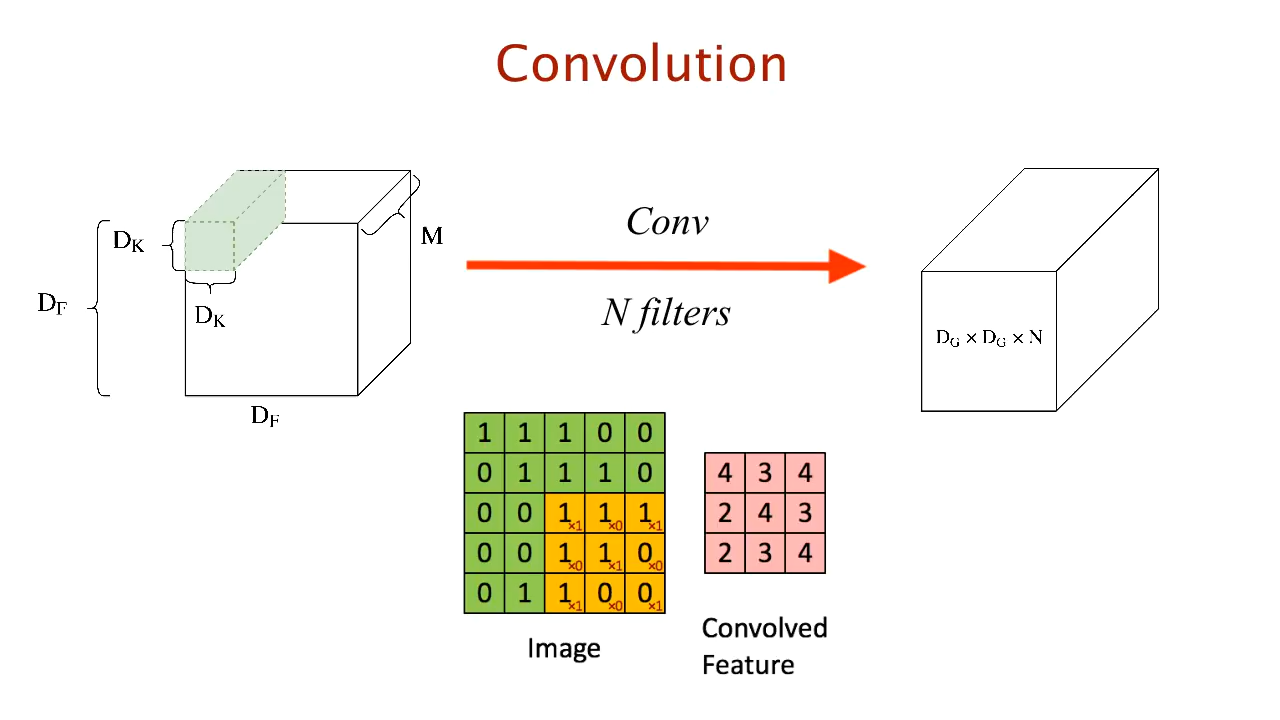 Convolution
D_K
D_K
D_F
D_F
M
Conv
N filters
D_G × D_G × N
1 1 1 0 0
0 1 1 1 0
0 0 1×1 1×0 1×1
0 0 1×0 1×1 0×0
0 1 1×1 0×0 0×1
4 3 4
2 4 3
2 3 4
Image
Convolved
Feature